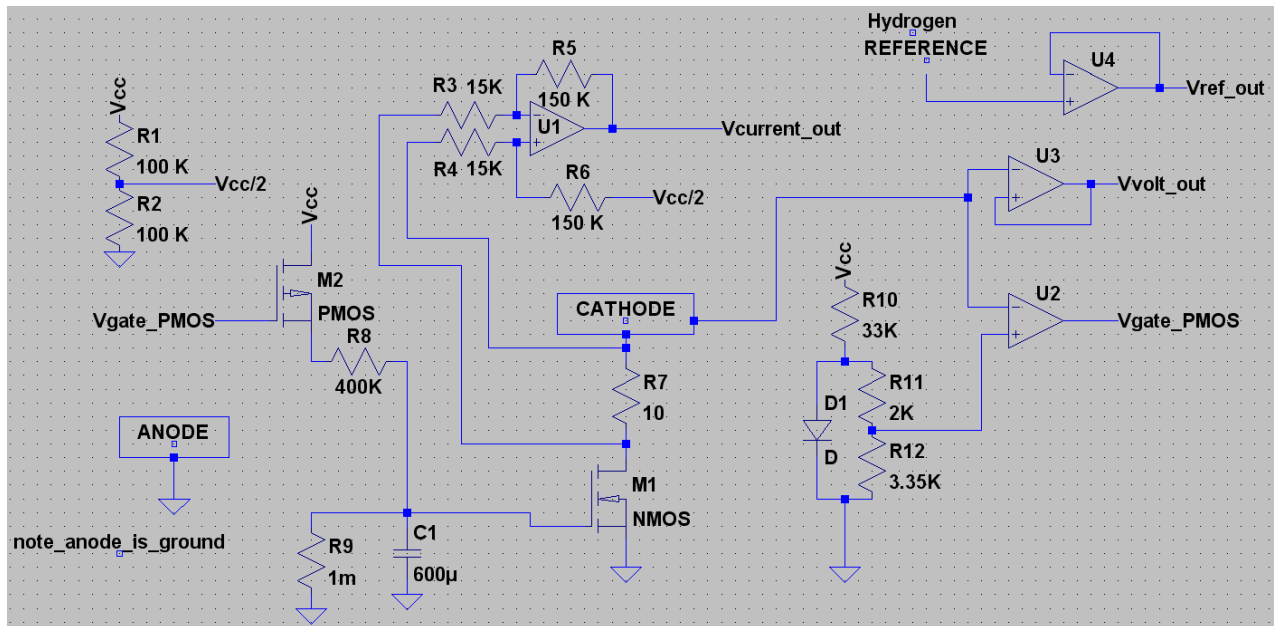 Hydrogen
REFERENCE
U4
Vref_out
Vcc
R1
100 K
Vcc/2
R2
100 K
R3 15K
R5
150 K
U1
Vcurrent_out
R4 15K
R6
150 K
Vcc/2
U3
Vvolt_out
Vcc
M2
PMOS
Vgate_PMOS
R8
400K
CATHODE
Vcc
R10
33K
U2
Vgate_PMOS
R7
10
R11
2K
D1
D
R12
3.35K
ANODE
M1
NMOS
note_anode_is_ground
R9
1m
C1
600µ